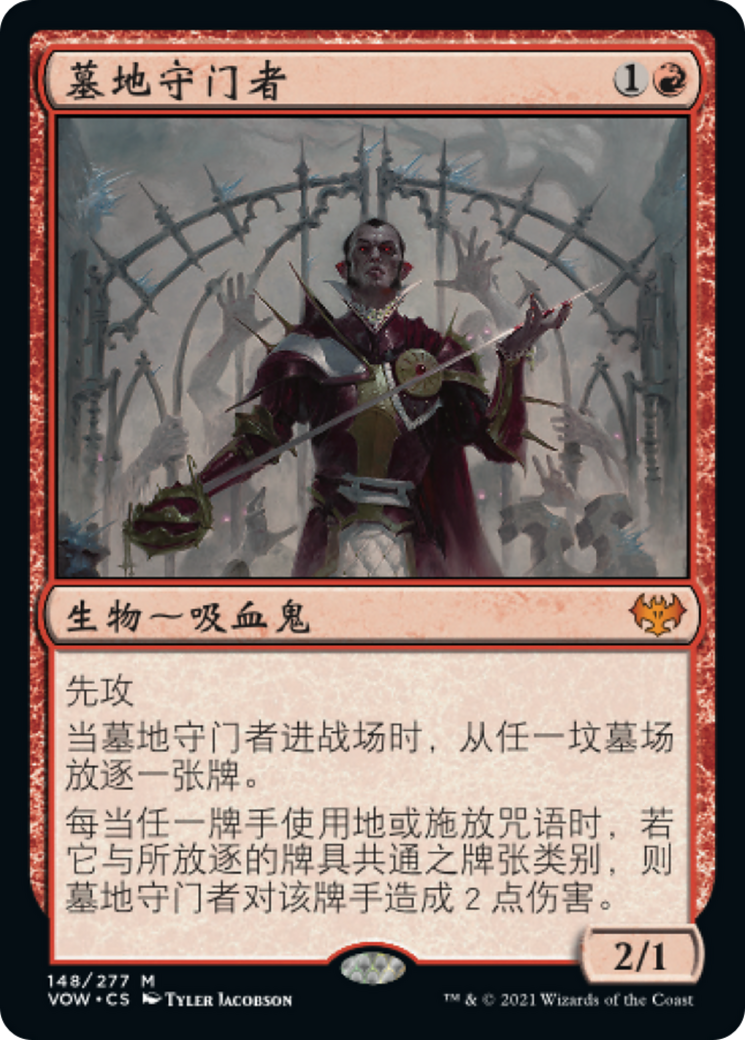 墓地守门者 1
生物～吸血鬼
先攻
当墓地守门者进战场时，从任一坟墓场
放逐一张牌。
每当任一牌手使用地或施放咒语时，若
它与所放逐的牌具共通之牌张类别，则
墓地守门者对该牌手造成2点伤害。
2/1
148/277 M
VOW • CS TYLER JACOBSON
™ & © 2021 Wizards of the Coast